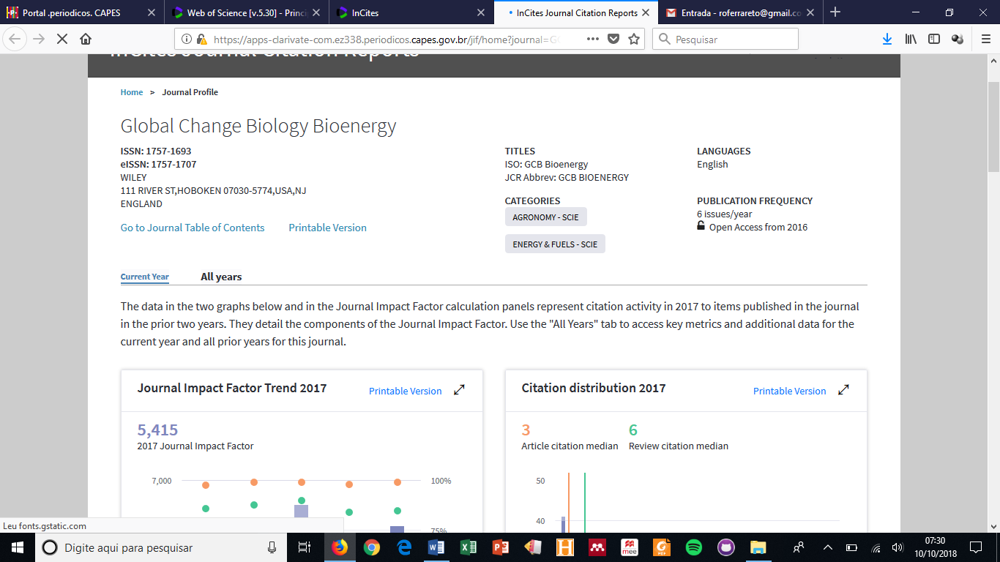 Portal .periodicos. CAPES
Web of Science [v.5.30] - Princi
InCites
InCites Journal Citation Reports
Entrada - roferrareto@gmail.co
https://apps-clarivate-com.ez338.periodicos.capes.gov.br/jif/home?journal=G
Pesquisar
InCites Journal Citation Reports
Home > Journal Profile
Global Change Biology Bioenergy
ISSN: 1757-1693
eISSN: 1757-1707
WILEY
111 RIVER ST,HOBOKEN 07030-5774,USA,NJ
ENGLAND
Go to Journal Table of Contents
Printable Version
TITLES
ISO: GCB Bioenergy
JCR Abbrev: GCB BIOENERGY
CATEGORIES
AGRONOMY - SCIE
ENERGY & FUELS - SCIE
LANGUAGES
English
PUBLICATION FREQUENCY
6 issues/year
Open Access from 2016
Current Year
All years
The data in the two graphs below and in the Journal Impact Factor calculation panels represent citation activity in 2017 to items published in the journal
in the prior two years. They detail the components of the Journal Impact Factor. Use the "All Years" tab to access key metrics and additional data for the
current year and all prior years for this journal.
Journal Impact Factor Trend 2017
Printable Version
5,415
2017 Journal Impact Factor
7,000
100%
75%
Citation distribution 2017
Printable Version
3
Article citation median
6
Review citation median
50
40
Leu fonts.gstatic.com
Digite aqui para pesquisar
mee
PDF
07:30
10/10/2018